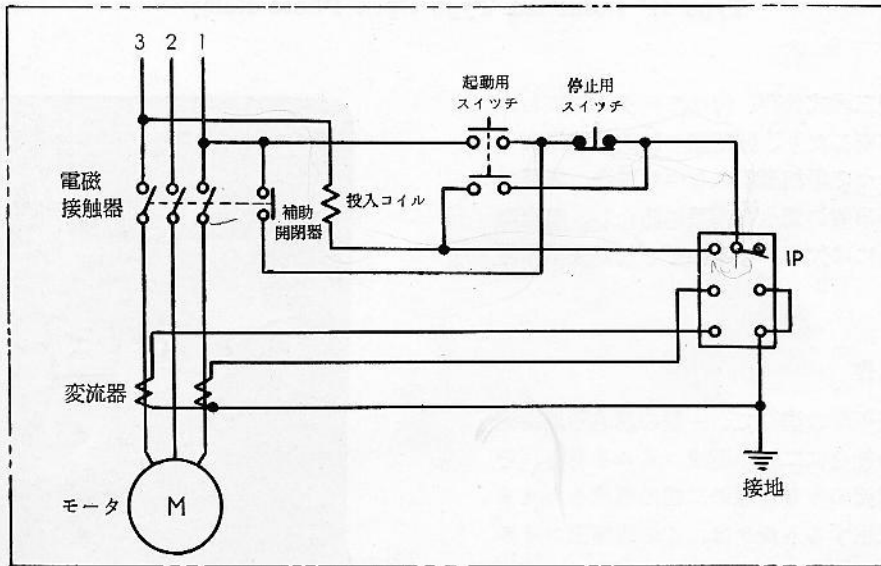 3 2 1
起動用
スイッチ
停止用
スイッチ
電磁
接触器
補助
開閉器
投入コイル
IP
変流器
モータ
M
接地